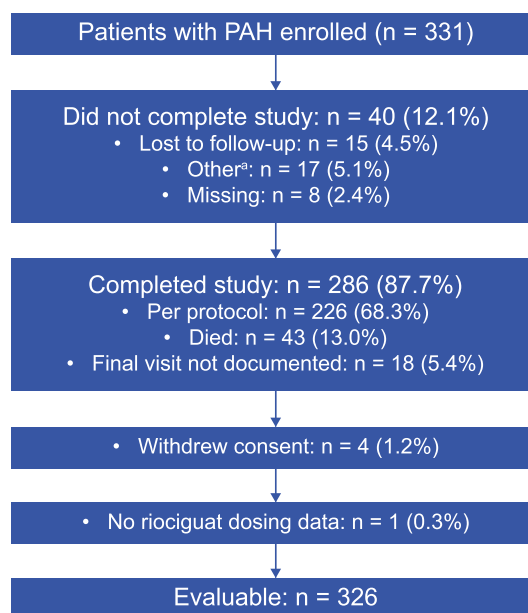 Patients with PAH enrolled (n = 331)
Did not complete study: n = 40 (12.1%)
• Lost to follow-up: n = 15 (4.5%)
• Otherᵃ: n = 17 (5.1%)
• Missing: n = 8 (2.4%)
Completed study: n = 286 (87.7%)
• Per protocol: n = 226 (68.3%)
• Died: n = 43 (13.0%)
• Final visit not documented: n = 18 (5.4%)
• Withdrew consent: n = 4 (1.2%)
• No riociguat dosing data: n = 1 (0.3%)
Evaluable: n = 326